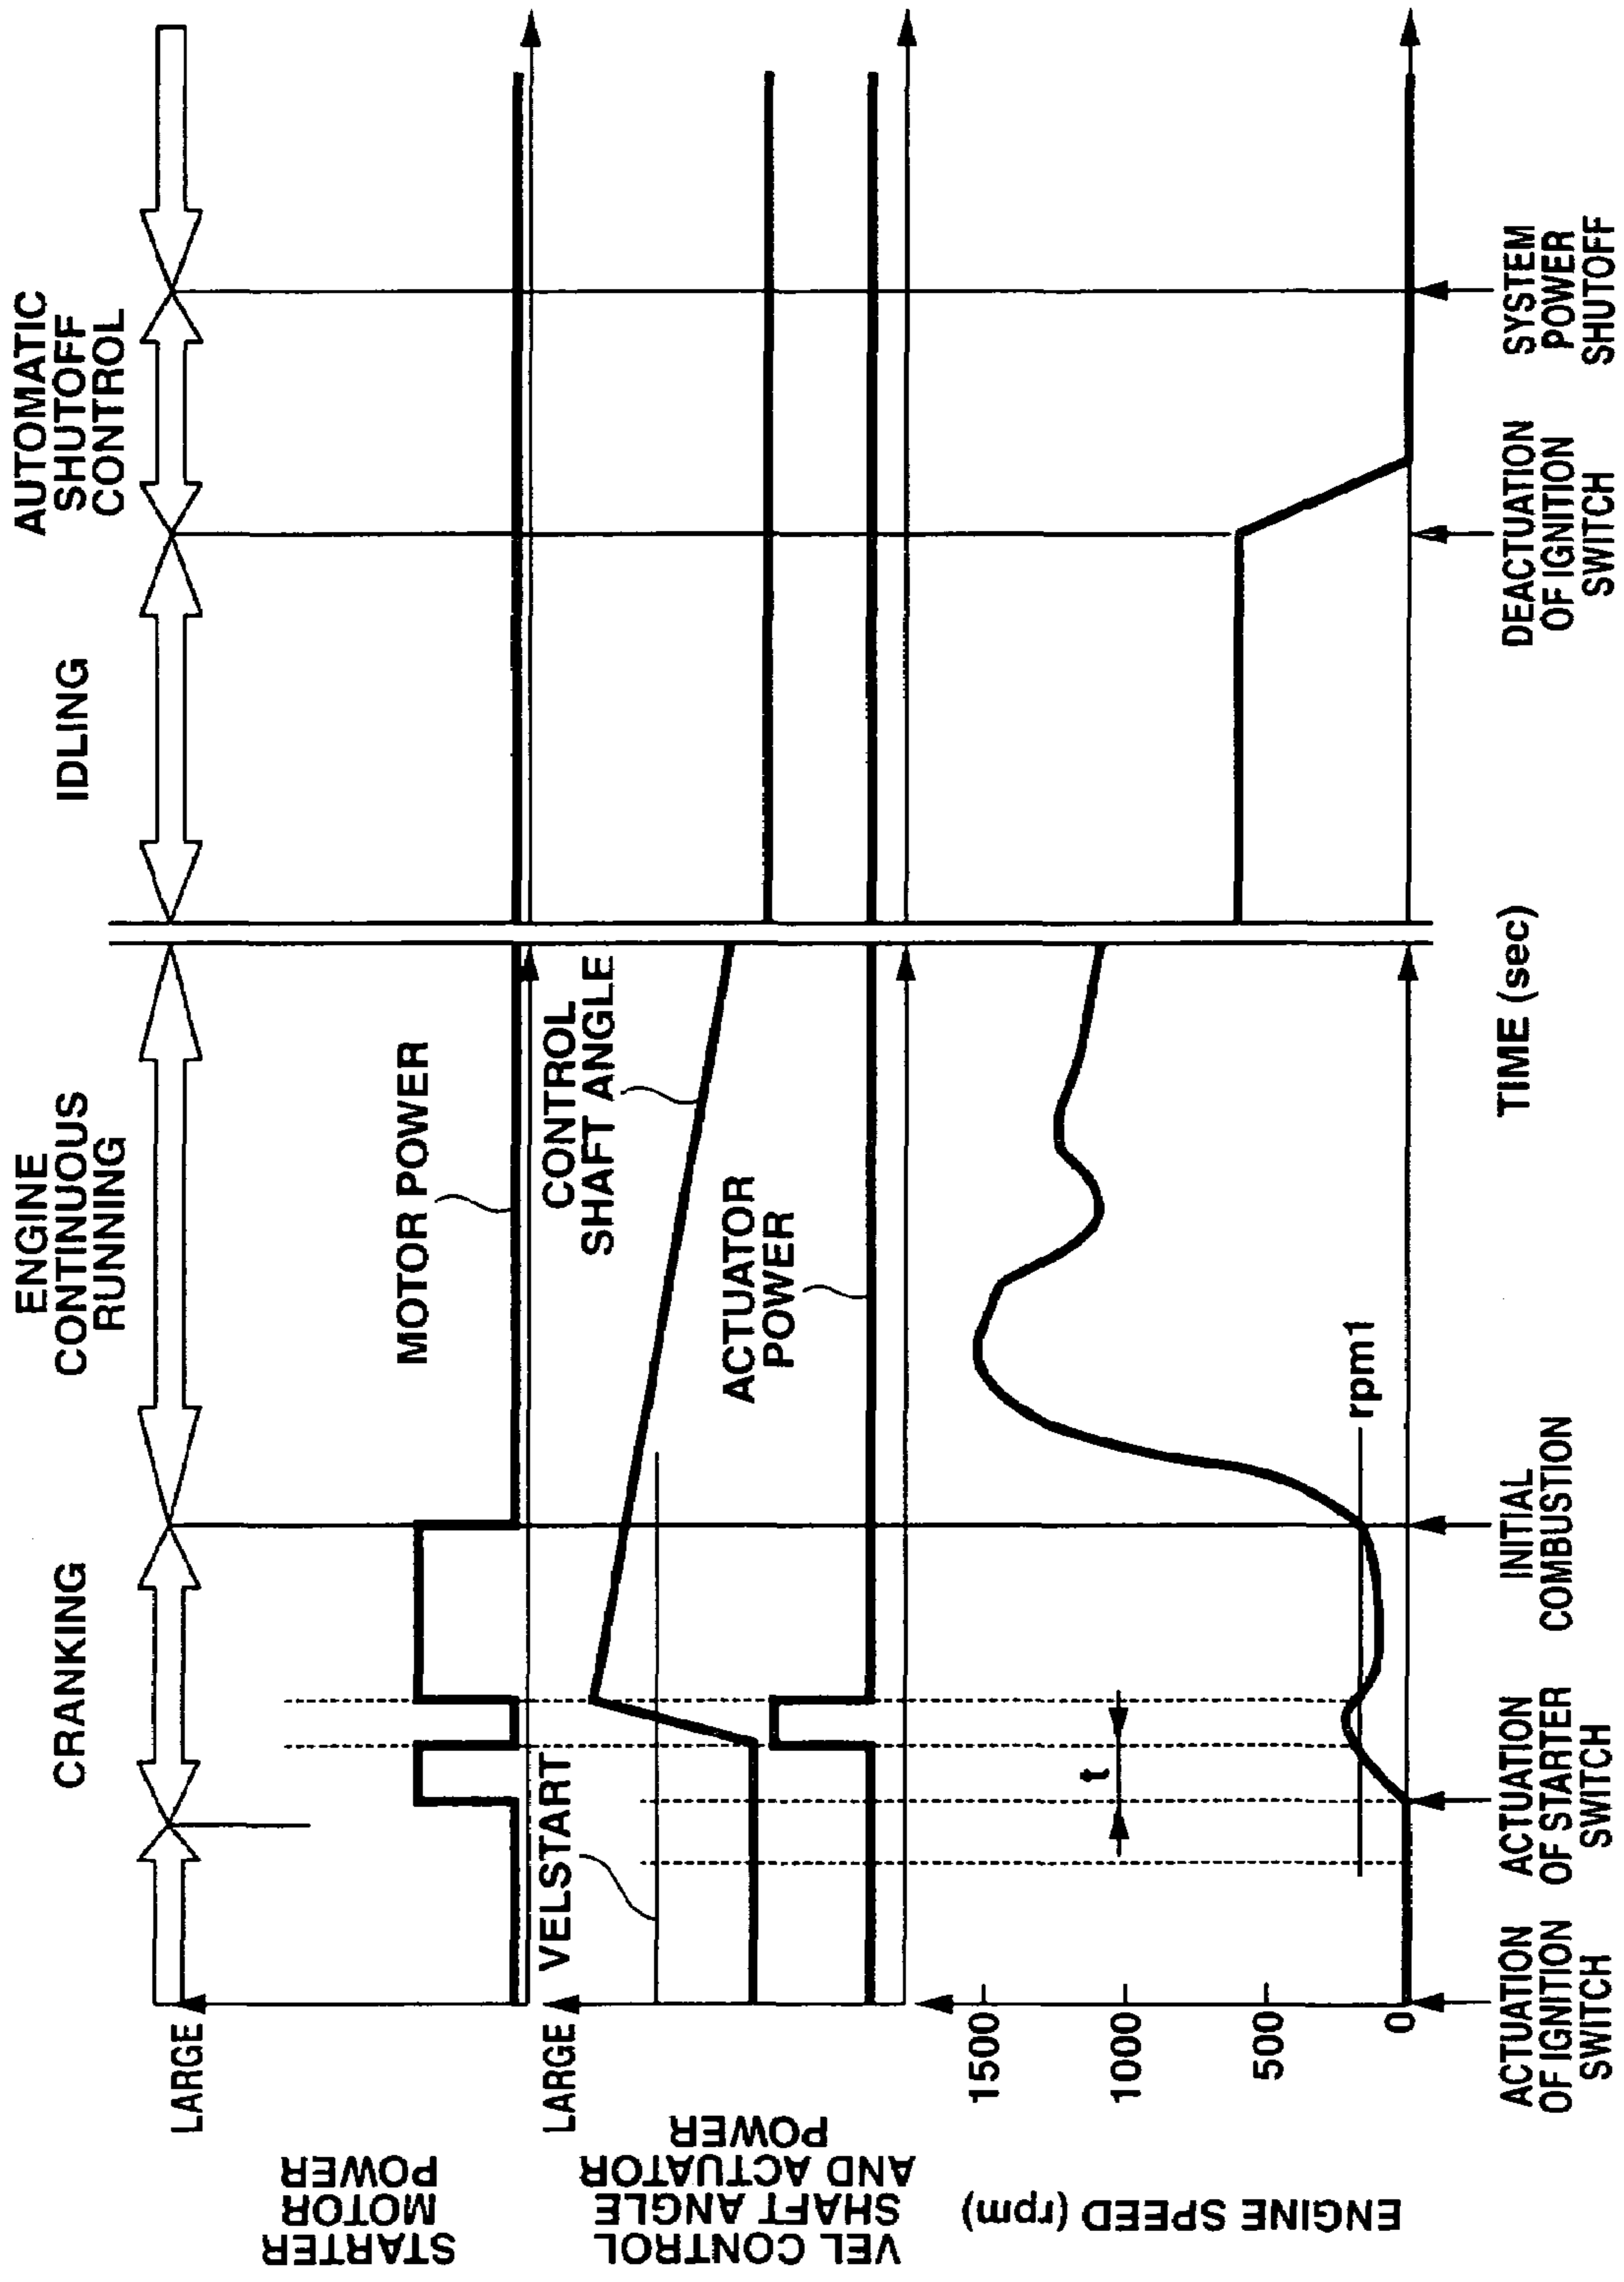 CRANKING
ENGINE
CONTINUOUS
RUNNING
IDLING
AUTOMATIC
SHUTOFF
CONTROL
LARGE
STARTER
MOTOR
POWER
MOTOR POWER
LARGE
VEL CONTROL
SHAFT ANGLE
AND ACTUATOR
POWER
VELSTART
CONTROL
SHAFT ANGLE
ACTUATOR
POWER
ENGINE SPEED (rpm)
1500
1000
500
0
t
rpm1
ACTUATION
OF IGNITION
SWITCH
ACTUATION
OF STARTER
SWITCH
INITIAL
COMBUSTION
TIME (sec)
DEACTUATION
OF IGNITION
SWITCH
SYSTEM
POWER
SHUTOFF